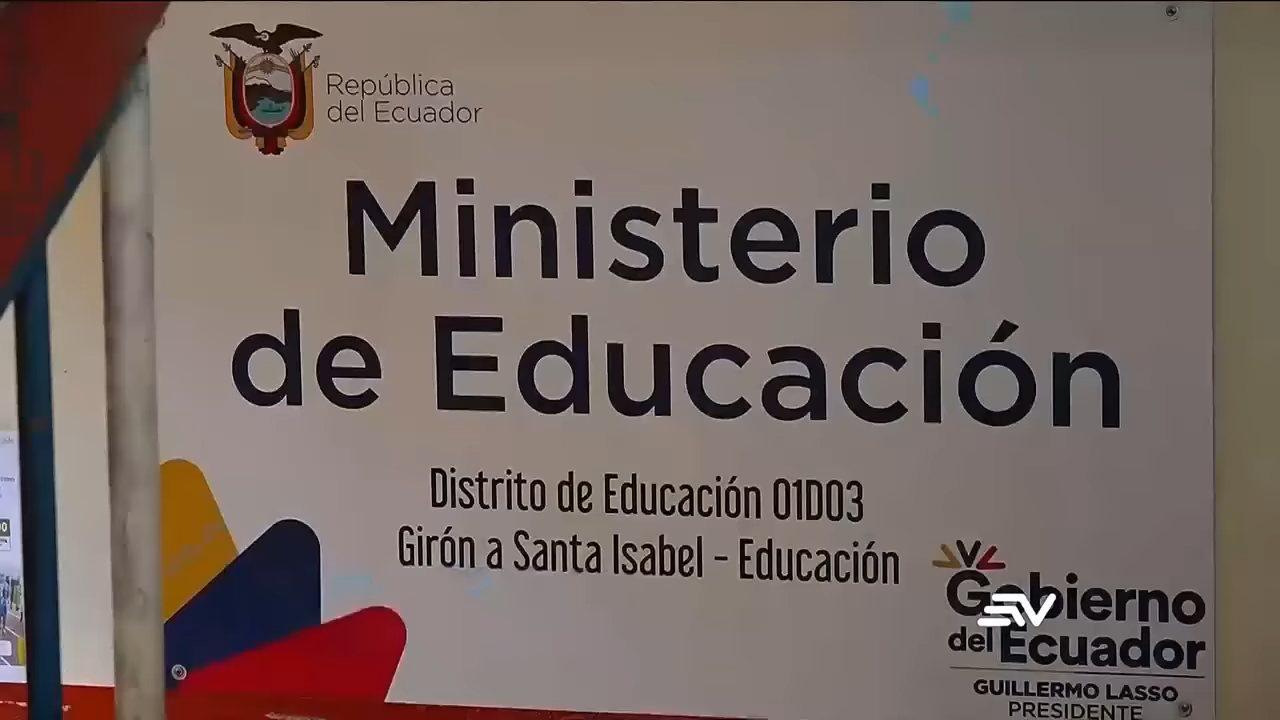 República
del Ecuador
Ministerio
de Educación
Distrito de Educación 01D03
Girón a Santa Isabel - Educación
Gobierno
del Ecuador
GUILLERMO LASSO
PRESIDENTE